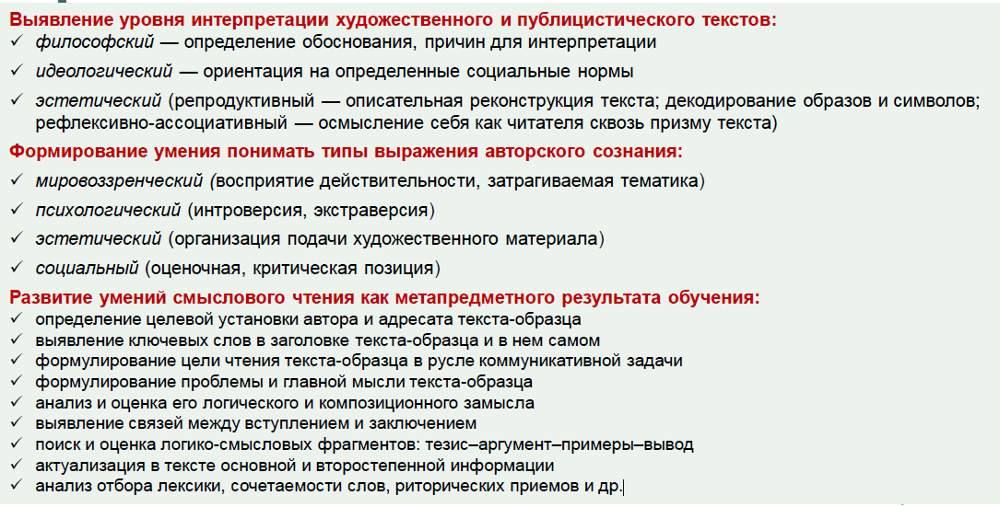 Выявление уровня интерпретации художественного и публицистического текстов:
✓ философский — определение обоснования, причин для интерпретации
✓ идеологический — ориентация на определенные социальные нормы
✓ эстетический (репродуктивный — описательная реконструкция текста; декодирование образов и символов;
рефлексивно-ассоциативный — осмысление себя как читателя сквозь призму текста)
Формирование умения понимать типы выражения авторского сознания:
✓ мировоззренческий (восприятие действительности, затрагиваемая тематика)
✓ психологический (интроверсия, экстраверсия)
✓ эстетический (организация подачи художественного материала)
✓ социальный (оценочная, критическая позиция)
Развитие умений смыслового чтения как метапредметного результата обучения:
✓ определение целевой установки автора и адресата текста-образца
✓ выявление ключевых слов в заголовке текста-образца и в нем самом
✓ формулирование цели чтения текста-образца в русле коммуникативной задачи
✓ формулирование проблемы и главной мысли текста-образца
✓ анализ и оценка его логического и композиционного замысла
✓ выявление связей между вступлением и заключением
✓ поиск и оценка логико-смысловых фрагментов: тезис–аргумент–примеры–вывод
✓ актуализация в тексте основной и второстепенной информации
✓ анализ отбора лексики, сочетаемости слов, риторических приемов и др.